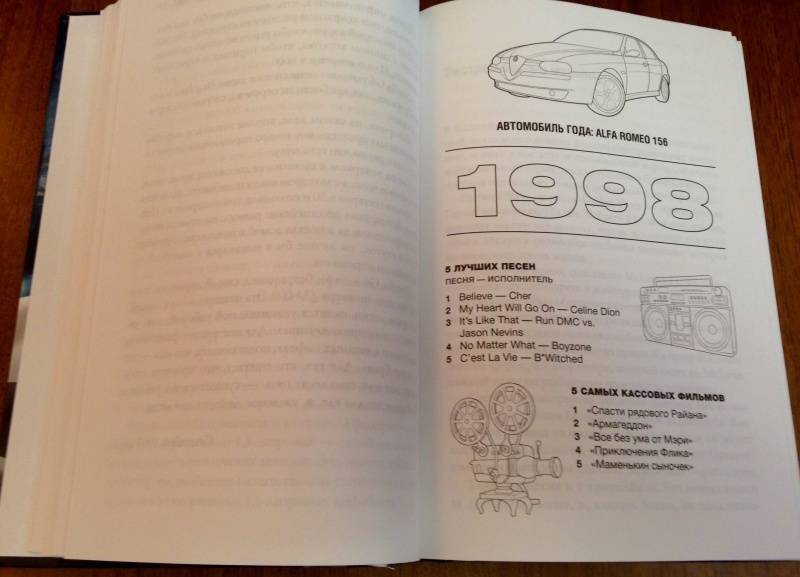 АВТОМОБИЛЬ ГОДА: ALFA ROMEO 156
1998
5 ЛУЧШИХ ПЕСЕН
ПЕСНЯ — ИСПОЛНИТЕЛЬ
1 Believe — Cher
2 My Heart Will Go On — Celine Dion
3 It's Like That — Run DMC vs.
Jason Nevins
4 No Matter What — Boyzone
5 C'est La Vie — B*Witched
5 САМЫХ КАССОВЫХ ФИЛЬМОВ
1 «Спасти рядового Райана»
2 «Армагеддон»
3 «Все без ума от Мэри»
4 «Приключения Флика»
5 «Маменькин сыночек»